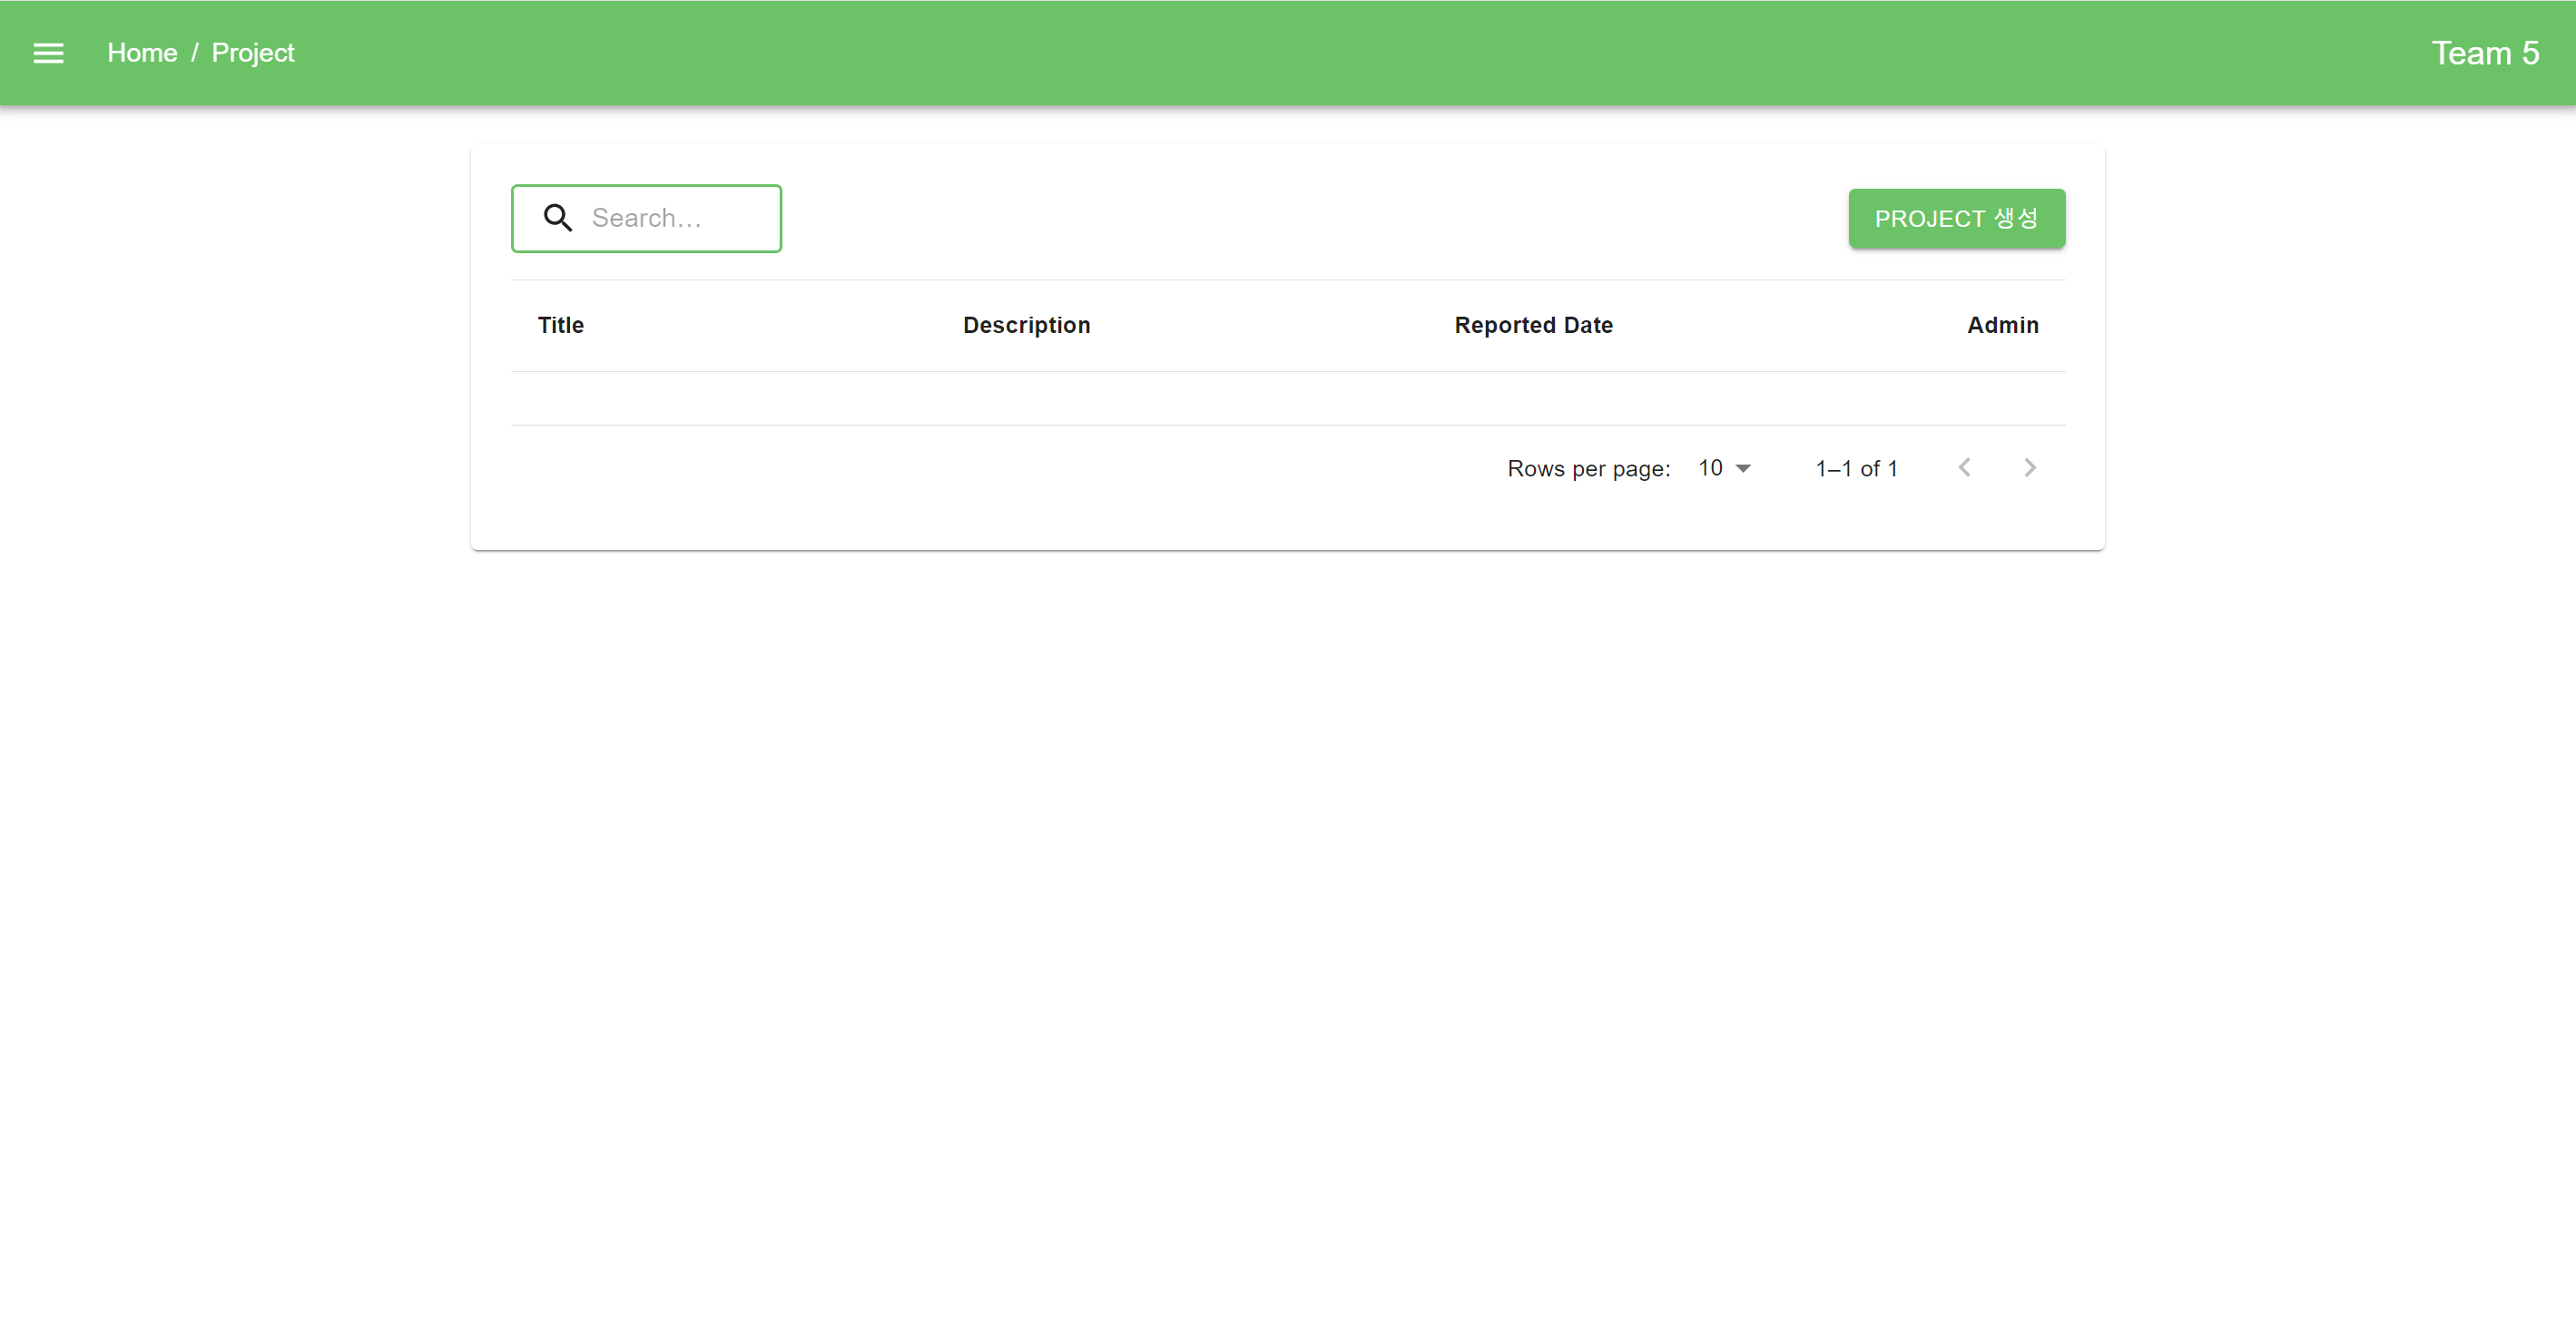 Home / Project
Team 5
Search…
PROJECT 생성
Title Description Reported Date Admin
Rows per page: 10 1–1 of 1